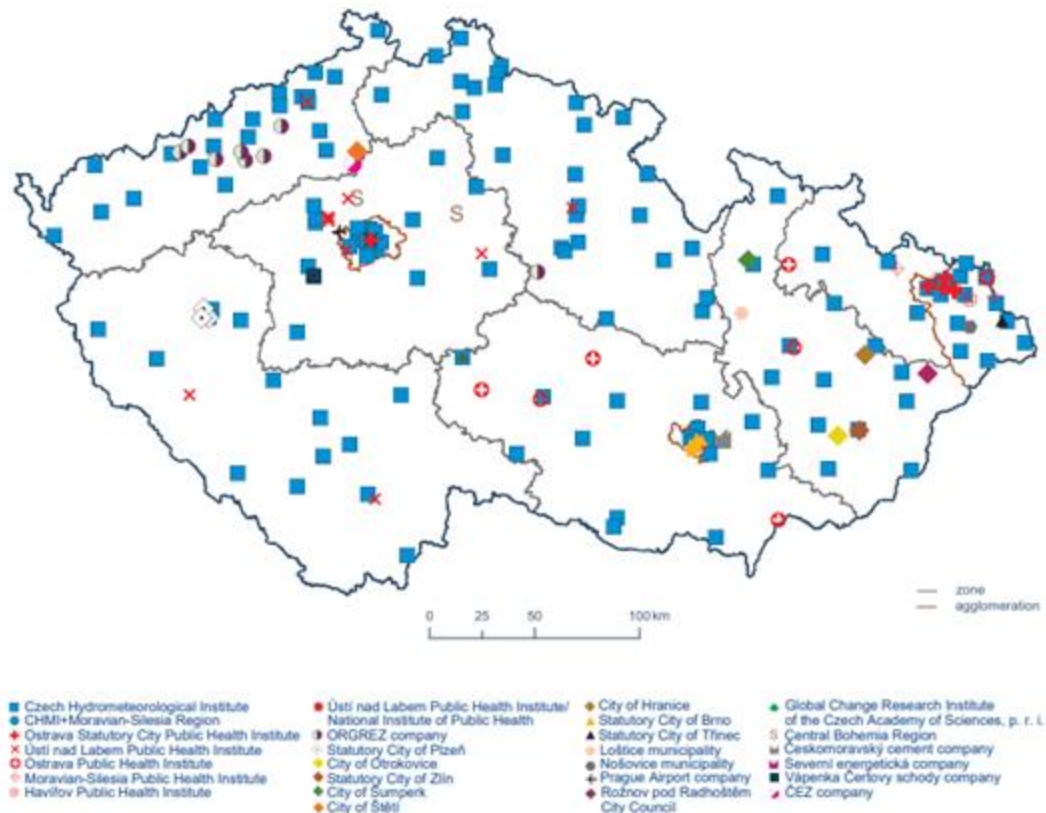 zone
agglomeration
0 25 50 100 km
Czech Hydrometeorological Institute
CHMI+Moravian-Silesia Region
Ostrava Statutory City Public Health Institute
Ústí nad Labem Public Health Institute
Ostrava Public Health Institute
Moravian-Silesia Public Health Institute
Havířov Public Health Institute
Ústí nad Labem Public Health Institute/
National Institute of Public Health
ORGREZ company
Statutory City of Plzeň
City of Otrokovice
Statutory City of Zlín
City of Šumperk
City of Štětí
City of Hranice
Statutory City of Brno
Statutory City of Třinec
Loštice municipality
Nošovice municipality
Prague Airport company
Rožnov pod Radhoštěm
City Council
Global Change Research Institute
of the Czech Academy of Sciences, p. r. i.
S Central Bohemia Region
Českomoravský cement company
Severní energetická company
Vápenka Čertovy schody company
ČEZ company
S
S